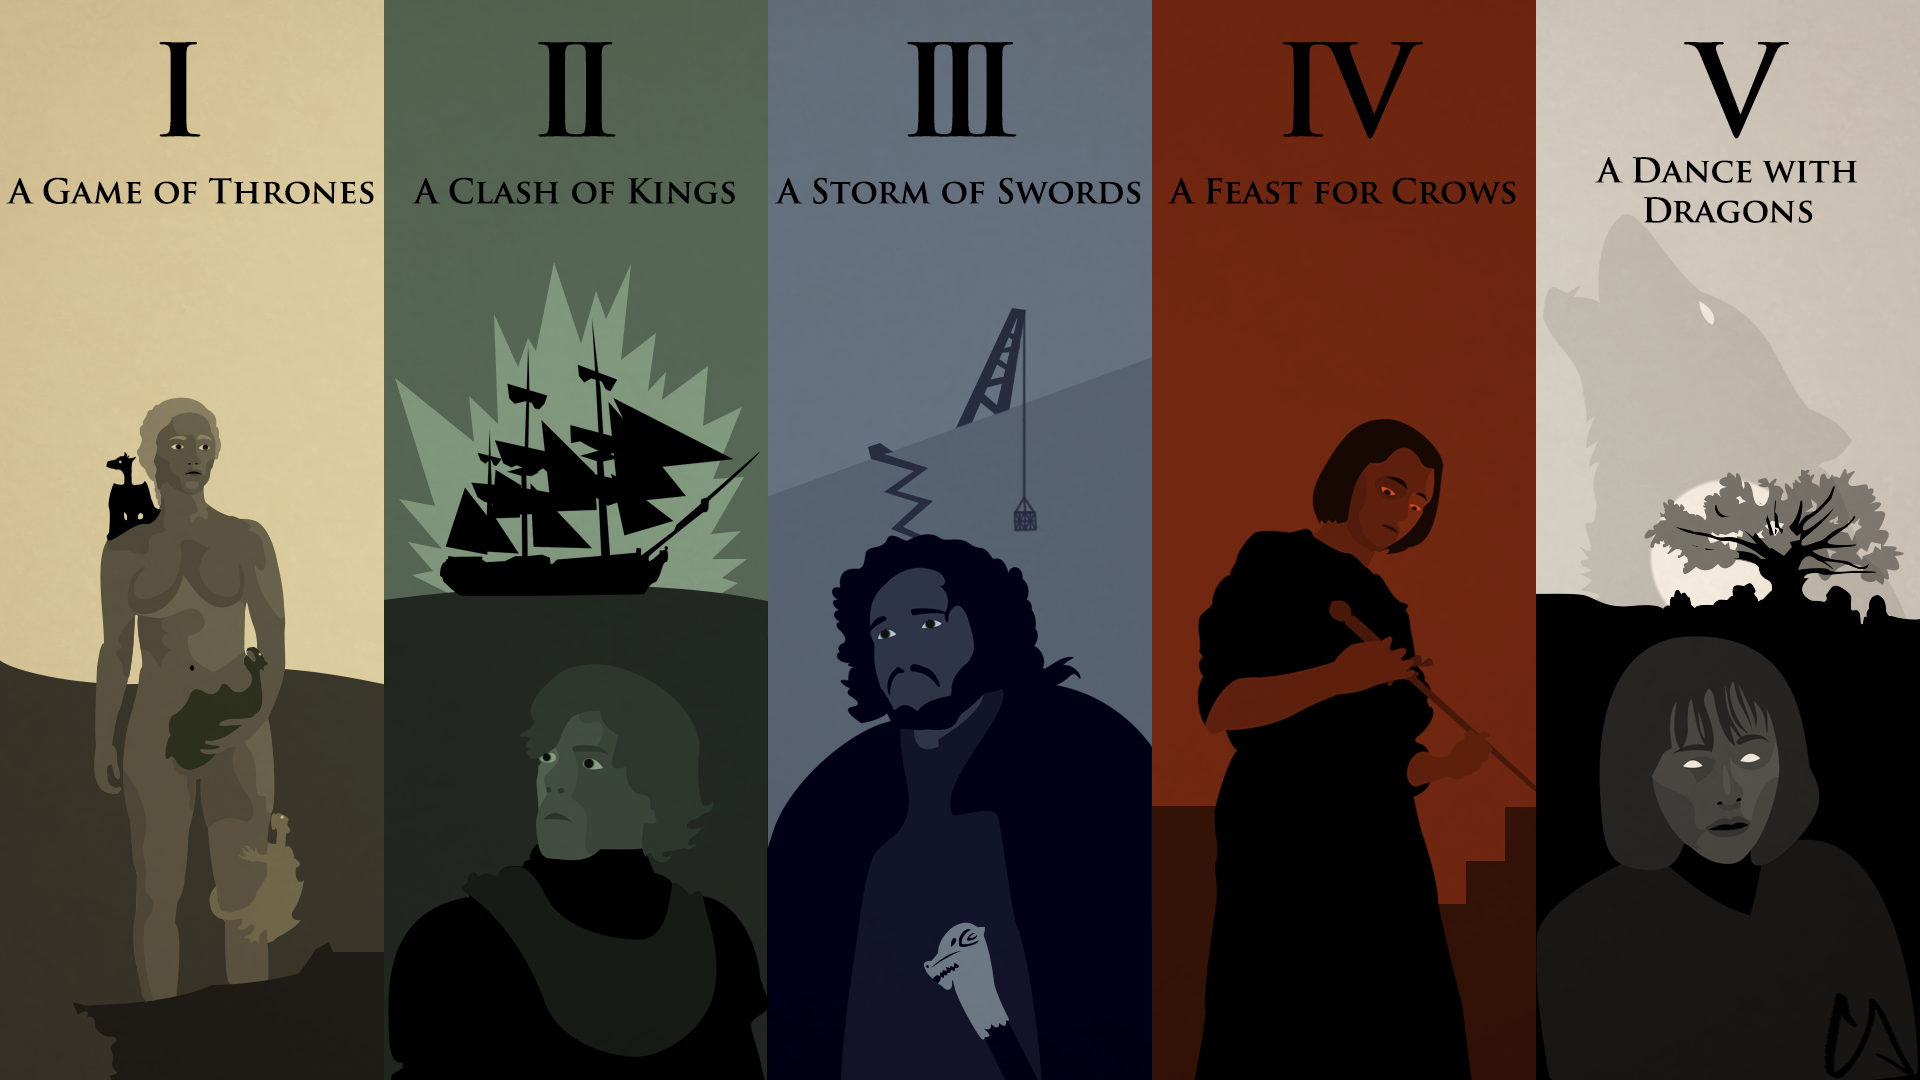 I
A Game of Thrones
II
A Clash of Kings
III
A Storm of Swords
IV
A Feast for Crows
V
A Dance with
Dragons